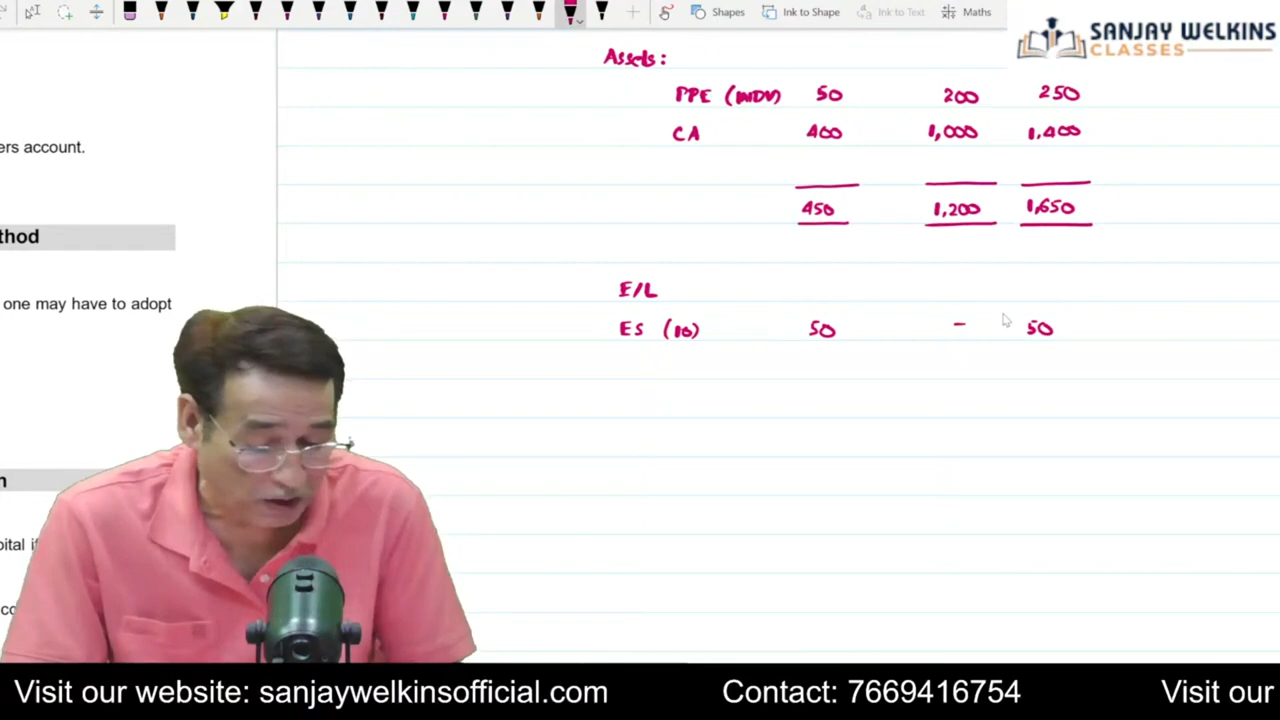 Shapes Ink to Shape Ink to Text Maths
SANJAY WELKINS
CLASSES
Assets:
PPE (WDV) 50 200 250
CA 400 1,000 1,400
450 1,200 1,650
E/L
ES (10) 50 - 50
ers account.
thod
one may have to adopt
n
pital i
co
Visit our website: sanjaywelkinsofficial.com Contact: 7669416754 Visit our